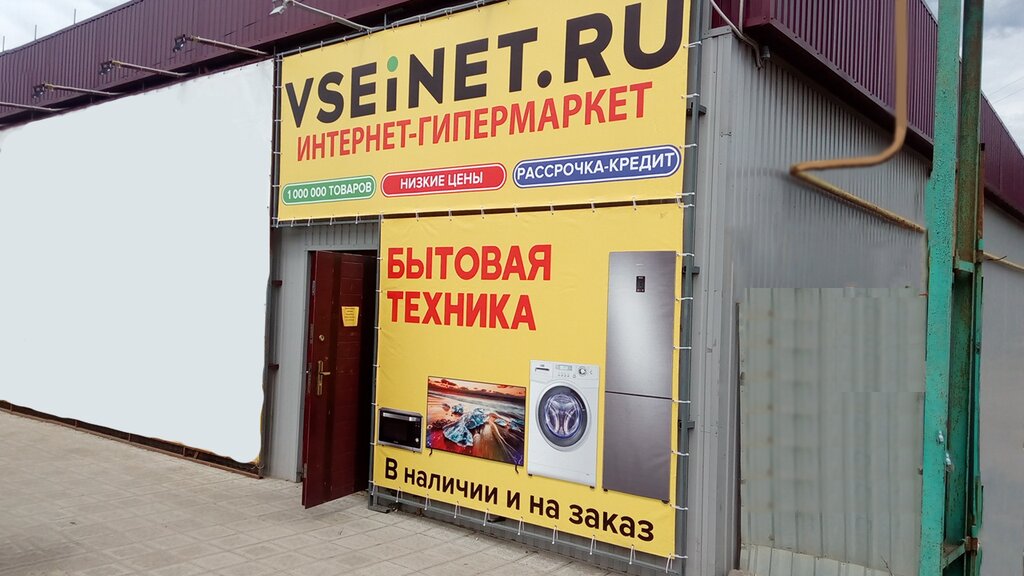 VSEiNET.RU
ИНТЕРНЕТ-ГИПЕРМАРКЕТ
1 000 000 ТОВАРОВ
НИЗКИЕ ЦЕНЫ
РАССРОЧКА-КРЕДИТ
БЫТОВАЯ
ТЕХНИКА
В наличии и на заказ